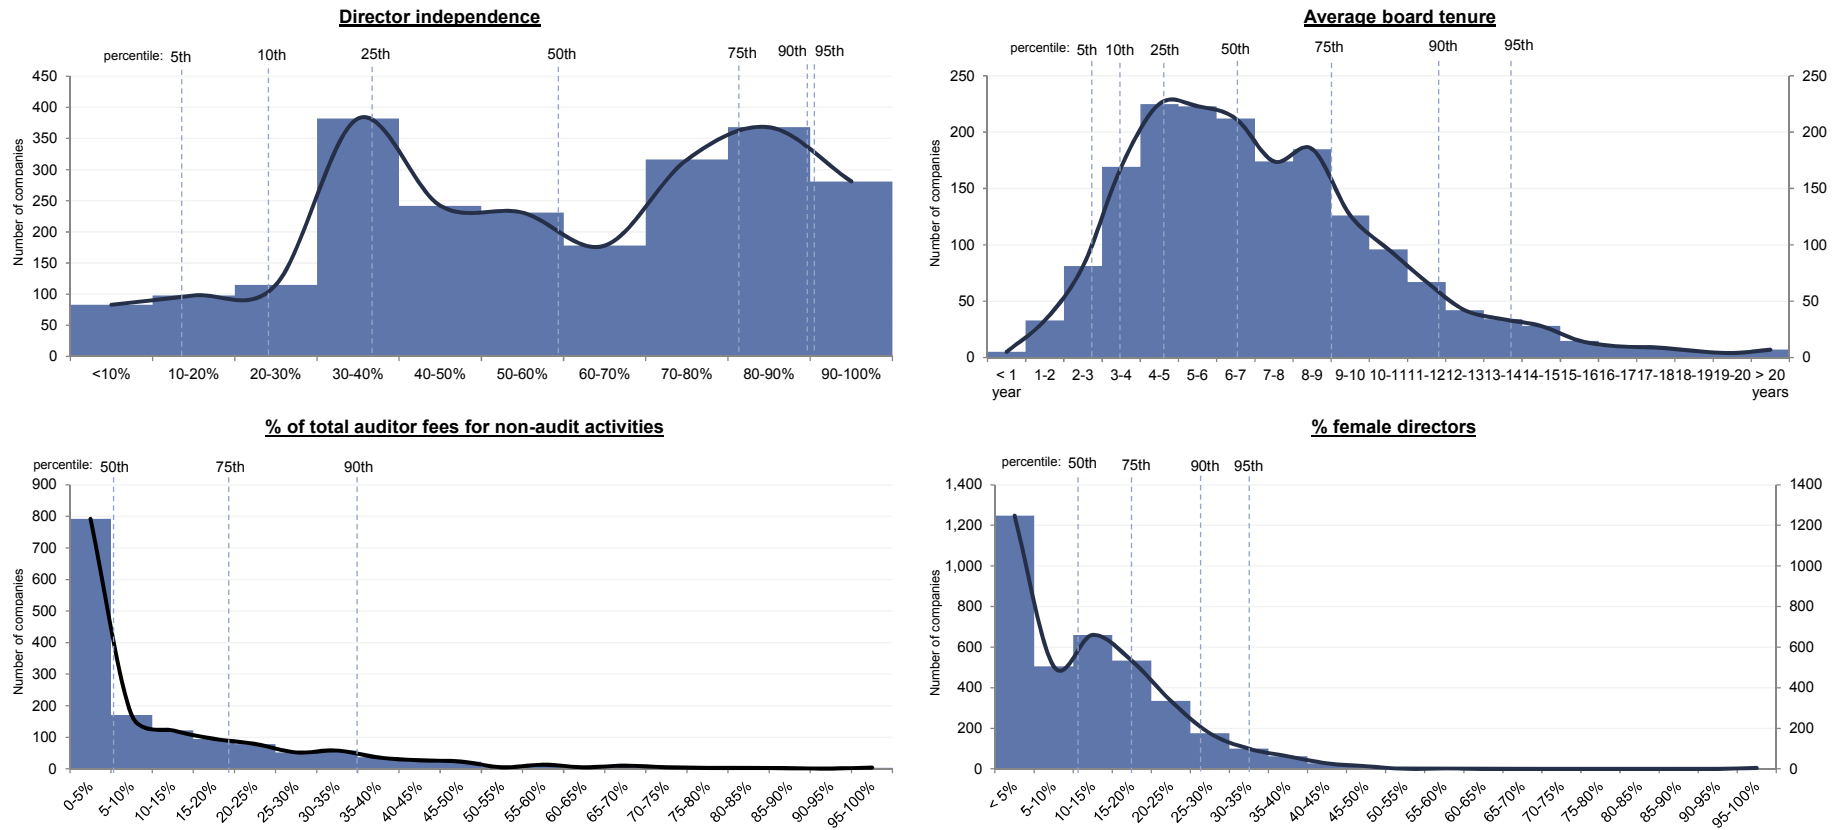 Director independence
percentile: 5th 10th 25th 50th 75th 90th 95th
Number of companies
450
400
350
300
250
200
150
100
50
0
<10% 10-20% 20-30% 30-40% 40-50% 50-60% 60-70% 70-80% 80-90% 90-100%
Average board tenure
percentile: 5th 10th 25th 50th 75th 90th 95th
Number of companies
250 250
200 200
150 150
100 100
50 50
0 0
< 1 year 1-2 2-3 3-4 4-5 5-6 6-7 7-8 8-9 9-10 10-11 11-12 12-13 13-14 14-15 15-16 16-17 17-18 18-19 19-20 > 20 years
% of total auditor fees for non-audit activities
percentile: 50th 75th 90th
Number of companies
900
800
700
600
500
400
300
200
100
0
0-5% 5-10% 10-15% 15-20% 20-25% 25-30% 30-35% 35-40% 40-45% 45-50% 50-55% 55-60% 60-65% 65-70% 70-75% 75-80% 80-85% 85-90% 90-95% 95-100%
% female directors
percentile: 50th 75th 90th 95th
Number of companies
1,400 1400
1,200 1200
1,000 1000
800 800
600 600
400 400
200 200
0 0
< 5% 5-10% 10-15% 15-20% 20-25% 25-30% 30-35% 35-40% 40-45% 45-50% 50-55% 55-60% 60-65% 65-70% 70-75% 75-80% 80-85% 85-90% 90-95% 95-100%